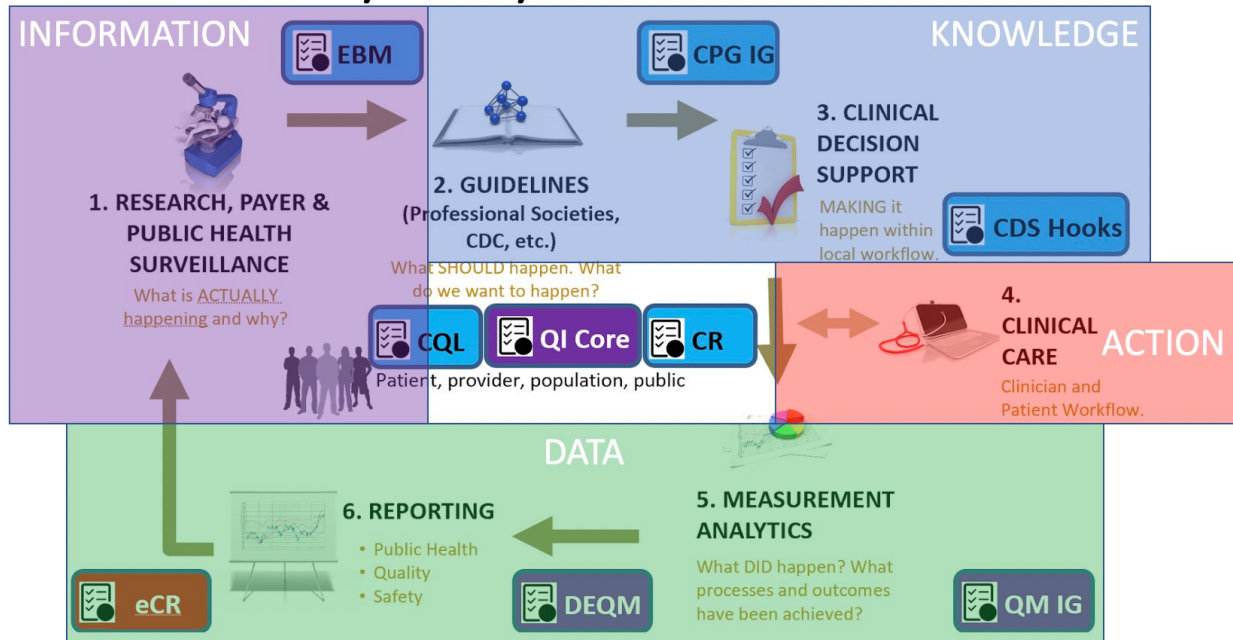 INFORMATION
EBM
CPG IG
KNOWLEDGE
1. RESEARCH, PAYER &
PUBLIC HEALTH
SURVEILLANCE
What is ACTUALLY
happening and why?
2. GUIDELINES
(Professional Societies,
CDC, etc.)
What SHOULD happen. What
do we want to happen?
3. CLINICAL
DECISION
SUPPORT
MAKING it
happen within
local workflow.
CDS Hooks
CQL
QI Core
CR
Patient, provider, population, public
4.
CLINICAL
CARE
Clinician and
Patient Workflow.
ACTION
DATA
5. MEASUREMENT
ANALYTICS
What DID happen? What
processes and outcomes
have been achieved?
QM IG
6. REPORTING
• Public Health
• Quality
• Safety
DEQM
eCR